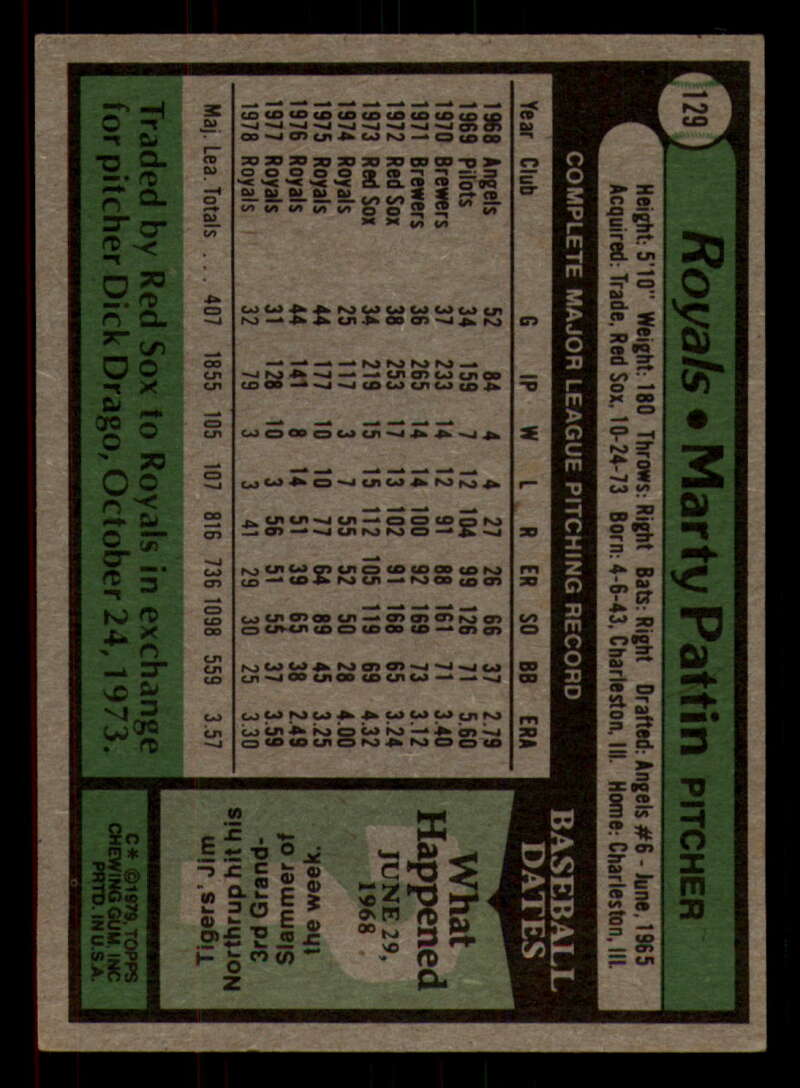 129
Royals • Marty Pattin PITCHER
Height: 5'10" Weight: 180 Throws: Right Bats: Right Drafted: Angels #6 - June, 1965
Acquired: Trade, Red Sox, 10-24-73 Born: 4-6-43, Charleston, Ill. Home: Charleston, Ill.
COMPLETE MAJOR LEAGUE PITCHING RECORD
Year Club G IP W L R ER SO BB ERA
1968 Angels 52 84 4 4 27 26 66 37 2.79
1969 Pilots 34 159 7 12 104 99 126 71 5.60
1970 Brewers 37 233 14 12 91 88 161 71 3.40
1971 Brewers 36 265 14 14 100 92 169 73 3.12
1972 Red Sox 38 253 17 13 102 91 168 65 3.24
1973 Red Sox 34 219 15 15 112 105 119 69 4.32
1974 Royals 25 117 3 7 55 52 50 28 4.00
1975 Royals 44 177 10 10 77 64 89 45 3.25
1976 Royals 44 141 8 14 51 39 65 38 2.49
1977 Royals 31 128 10 3 56 51 55 37 3.59
1978 Royals 32 79 3 3 41 29 30 25 3.30
Maj. Lea. Totals ... 407 1855 105 107 816 736 1098 559 3.57
Traded by Red Sox to Royals in exchange
for pitcher Dick Drago, October 24, 1973.
BASEBALL
DATES
What
Happened
JUNE 29,
1968
Tigers' Jim
Northrup hit his
3rd Grand-
Slammer of
the week.
C* ©1979 TOPPS
CHEWING GUM, INC
PRTD. IN U.S.A.